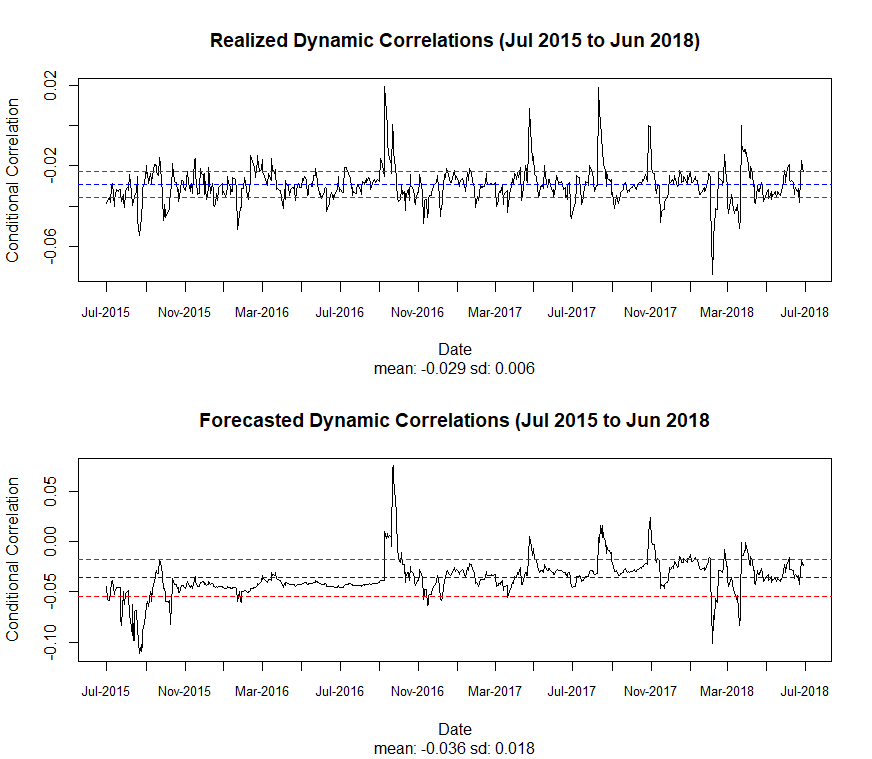 Realized Dynamic Correlations (Jul 2015 to Jun 2018)
Conditional Correlation
0.02
-0.02
-0.06
Jul-2015 Nov-2015 Mar-2016 Jul-2016 Nov-2016 Mar-2017 Jul-2017 Nov-2017 Mar-2018 Jul-2018
Date
mean: -0.029 sd: 0.006
Forecasted Dynamic Correlations (Jul 2015 to Jun 2018
Conditional Correlation
0.05
0.00
-0.05
-0.10
Jul-2015 Nov-2015 Mar-2016 Jul-2016 Nov-2016 Mar-2017 Jul-2017 Nov-2017 Mar-2018 Jul-2018
Date
mean: -0.036 sd: 0.018